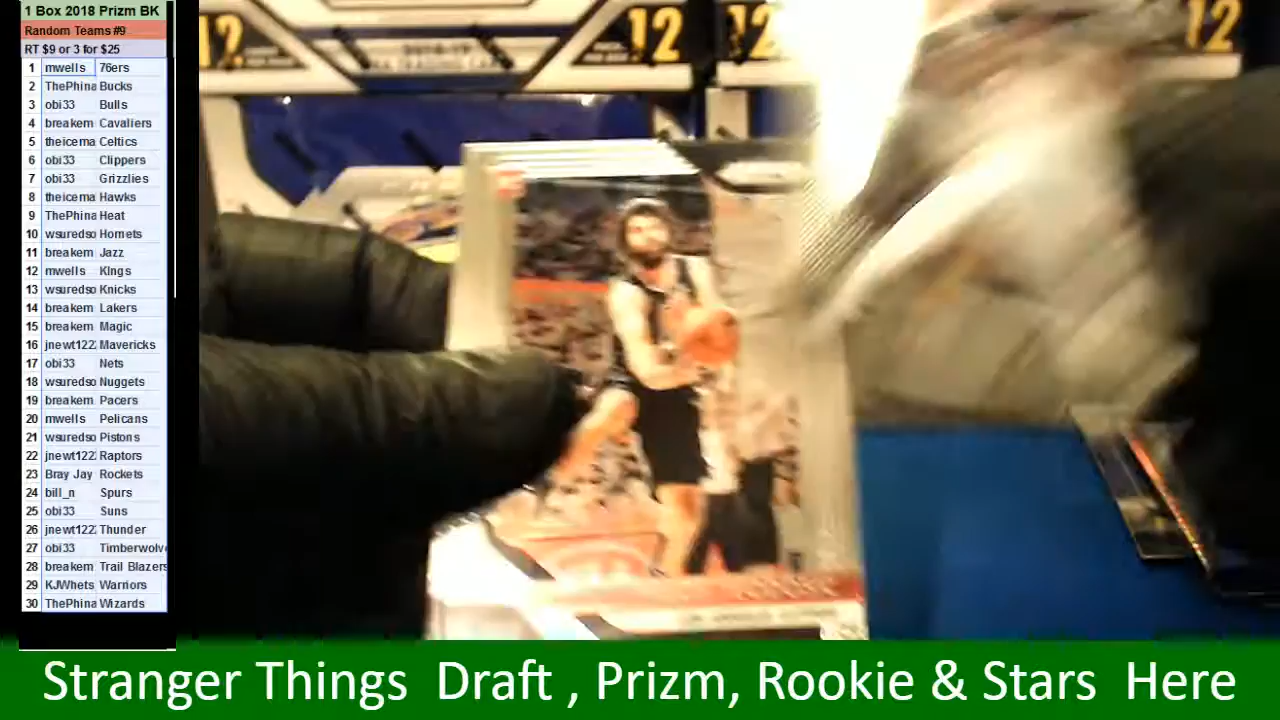 1 Box 2018 Prizm BK
Random Teams #9
RT $9 or 3 for $25
1 mwells 76ers
2 ThePhina Bucks
3 obi33 Bulls
4 breakem Cavaliers
5 theicema Celtics
6 obi33 Clippers
7 obi33 Grizzlies
8 theicema Hawks
9 ThePhina Heat
10 wsuredso Hornets
11 breakem Jazz
12 mwells KIngs
13 wsuredso Knicks
14 breakem Lakers
15 breakem Magic
16 jnewt122 Mavericks
17 obi33 Nets
18 wsuredso Nuggets
19 breakem Pacers
20 mwells Pelicans
21 wsuredso Pistons
22 jnewt122 Raptors
23 Bray Jay Rockets
24 bill_n Spurs
25 obi33 Suns
26 jnewt122 Thunder
27 obi33 Timberwolv
28 breakem Trail Blazers
29 KJWhets Warriors
30 ThePhina Wizards
12 12 12 12
Stranger Things Draft , Prizm, Rookie & Stars Here